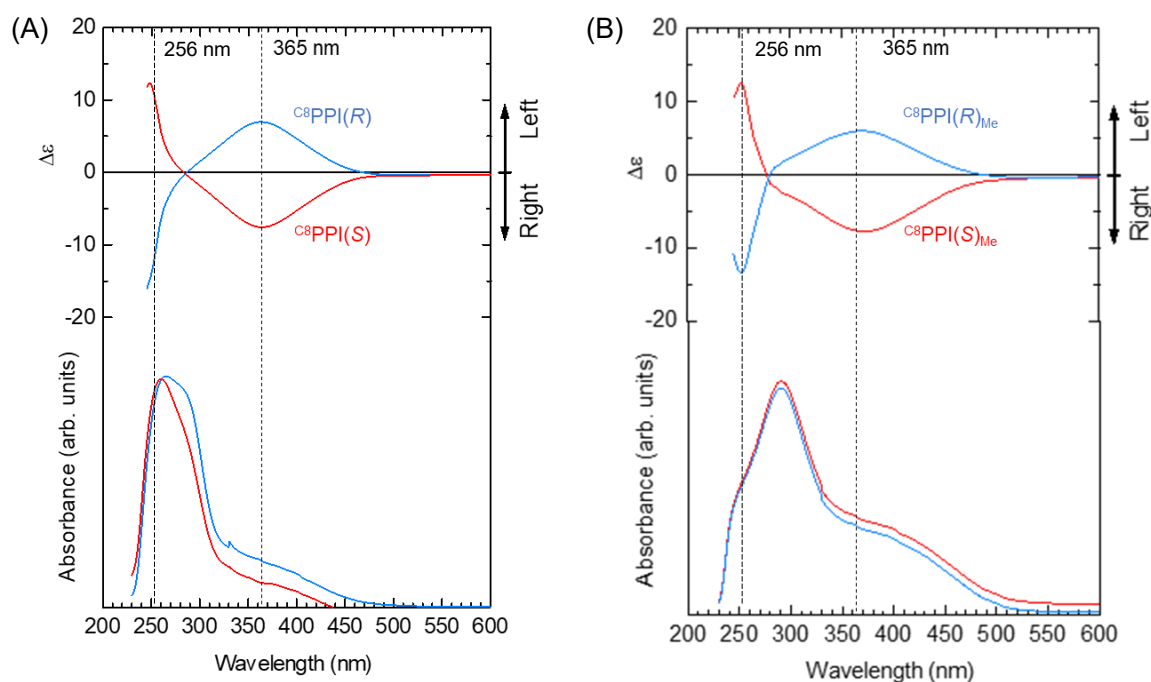 (A)
20
10
0
-10
-20
Δε
256 nm
365 nm
C8PPI(R)
C8PPI(S)
Left
Right
Absorbance (arb. units)
200 250 300 350 400 450 500 550 600
Wavelength (nm)
(B)
20
10
0
-10
-20
Δε
256 nm
365 nm
C8PPI(R)Me
C8PPI(S)Me
Left
Right
Absorbance (arb. units)
200 250 300 350 400 450 500 550 600
Wavelength (nm)